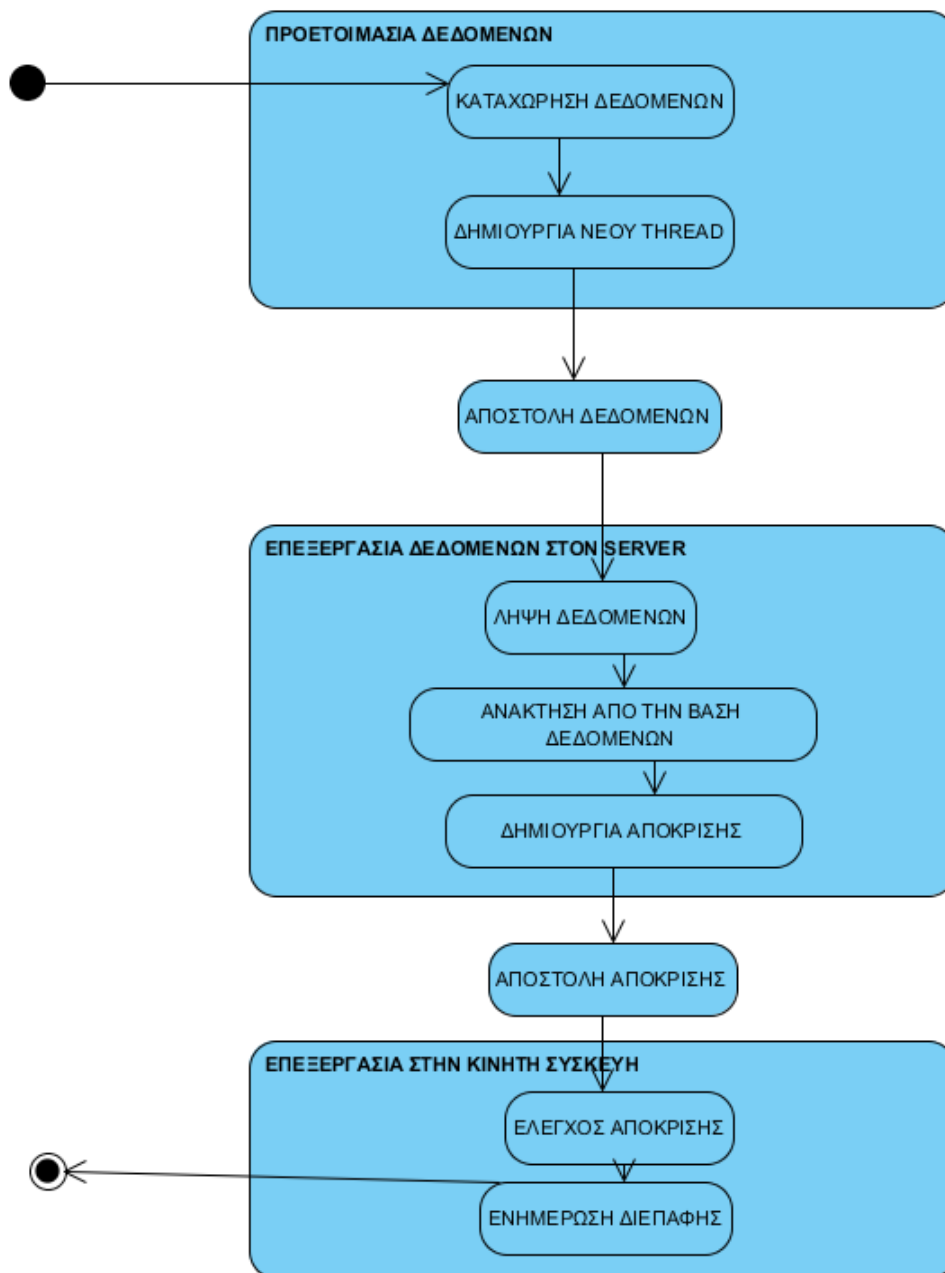 ΠΡΟΕΤΟΙΜΑΣΙΑ ΔΕΔΟΜΕΝΩΝ
ΚΑΤΑΧΩΡΗΣΗ ΔΕΔΟΜΕΝΩΝ
ΔΗΜΙΟΥΡΓΙΑ ΝΕΟΥ THREAD
ΑΠΟΣΤΟΛΗ ΔΕΔΟΜΕΝΩΝ
ΕΠΕΞΕΡΓΑΣΙΑ ΔΕΔΟΜΕΝΩΝ ΣΤΟΝ SERVER
ΛΗΨΗ ΔΕΔΟΜΕΝΩΝ
ΑΝΑΚΤΗΣΗ ΑΠΟ ΤΗΝ ΒΑΣΗ
ΔΕΔΟΜΕΝΩΝ
ΔΗΜΙΟΥΡΓΙΑ ΑΠΟΚΡΙΣΗΣ
ΑΠΟΣΤΟΛΗ ΑΠΟΚΡΙΣΗΣ
ΕΠΕΞΕΡΓΑΣΙΑ ΣΤΗΝ ΚΙΝΗΤΗ ΣΥΣΚΕΥΗ
ΕΛΕΓΧΟΣ ΑΠΟΚΡΙΣΗΣ
ΕΝΗΜΕΡΩΣΗ ΔΙΕΠΑΦΗΣ